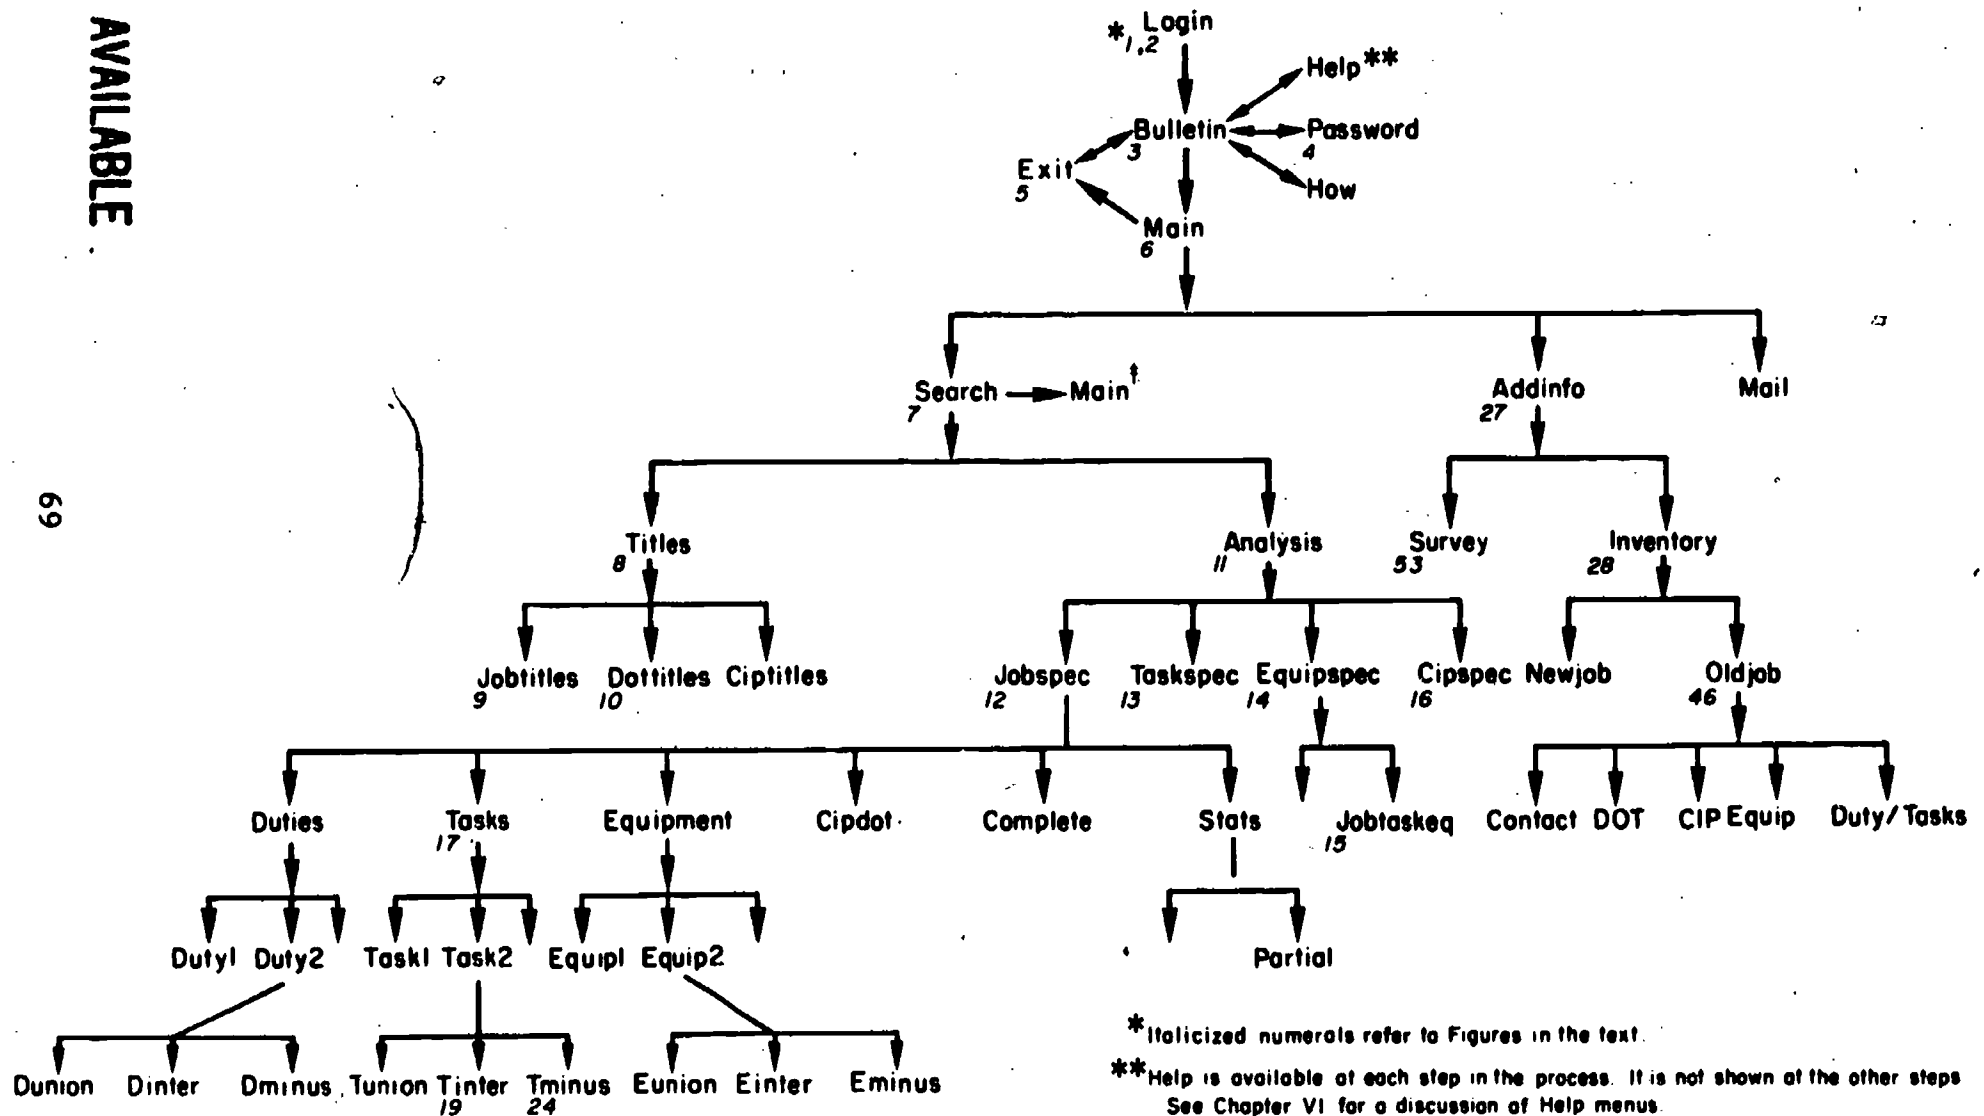 AVAILABLE
69
Login
*1,2
Help**
Bulletin
3
Password
4
Exit
5
How
Main
6
Search
7
Main‡
Addinfo
27
Mail
Titles
8
Analysis
11
Survey
53
Inventory
28
Jobtitles
9
Dottitles
10
Ciptitles
Jobspec
12
Taskspec
13
Equipspec
14
Cipspec
16
Newjob
Oldjob
46
Duties
Tasks
17
Equipment
Cipdot
Complete
Stats
Jobtaskeq
15
Contact
DOT
CIP
Equip
Duty/Tasks
Duty1
Duty2
Task1
Task2
Equip1
Equip2
Partial
Dunion
Dinter
Dminus
Tunion
Tinter
19
Tminus
24
Eunion
Einter
Eminus
*Italicized numerals refer to Figures in the text.
**Help is available at each step in the process. It is not shown at the other steps
See Chapter VI for a discussion of Help menus.